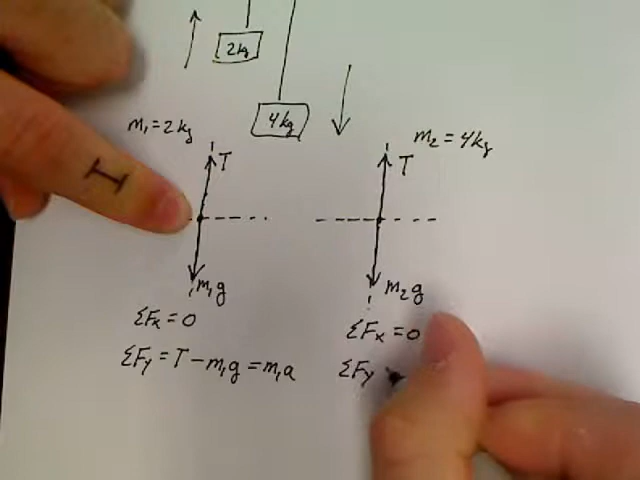 2kg
4kg
m₁ = 2kg
m₂ = 4kg
T
T
m₁g
m₂g
ΣFx = 0
ΣFx = 0
ΣFy = T - m₁g = m₁a
ΣFy